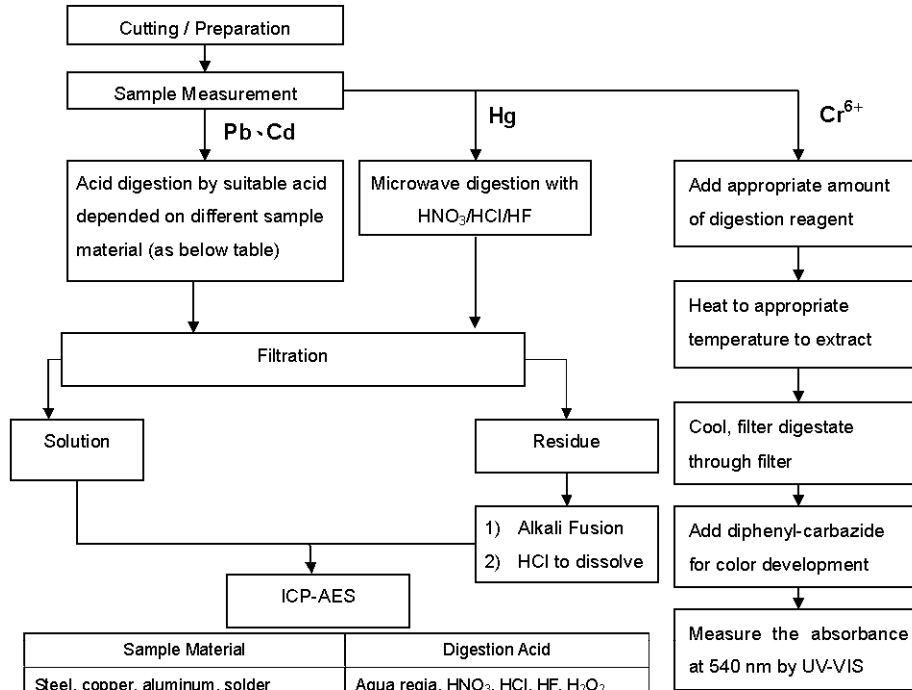 Cutting / Preparation
Sample Measurement
Pb、Cd
Hg
Cr⁶⁺
Acid digestion by suitable acid
depended on different sample
material (as below table)
Microwave digestion with
HNO₃/HCl/HF
Add appropriate amount
of digestion reagent
Heat to appropriate
temperature to extract
Filtration
Solution
Residue
Cool, filter digestate
through filter
1) Alkali Fusion
2) HCl to dissolve
Add diphenyl-carbazide
for color development
ICP-AES
Measure the absorbance
at 540 nm by UV-VIS
Sample Material Digestion Acid
Steel, copper, aluminum, solder Aqua regia, HNO₃, HCl, HF, H₂O₂